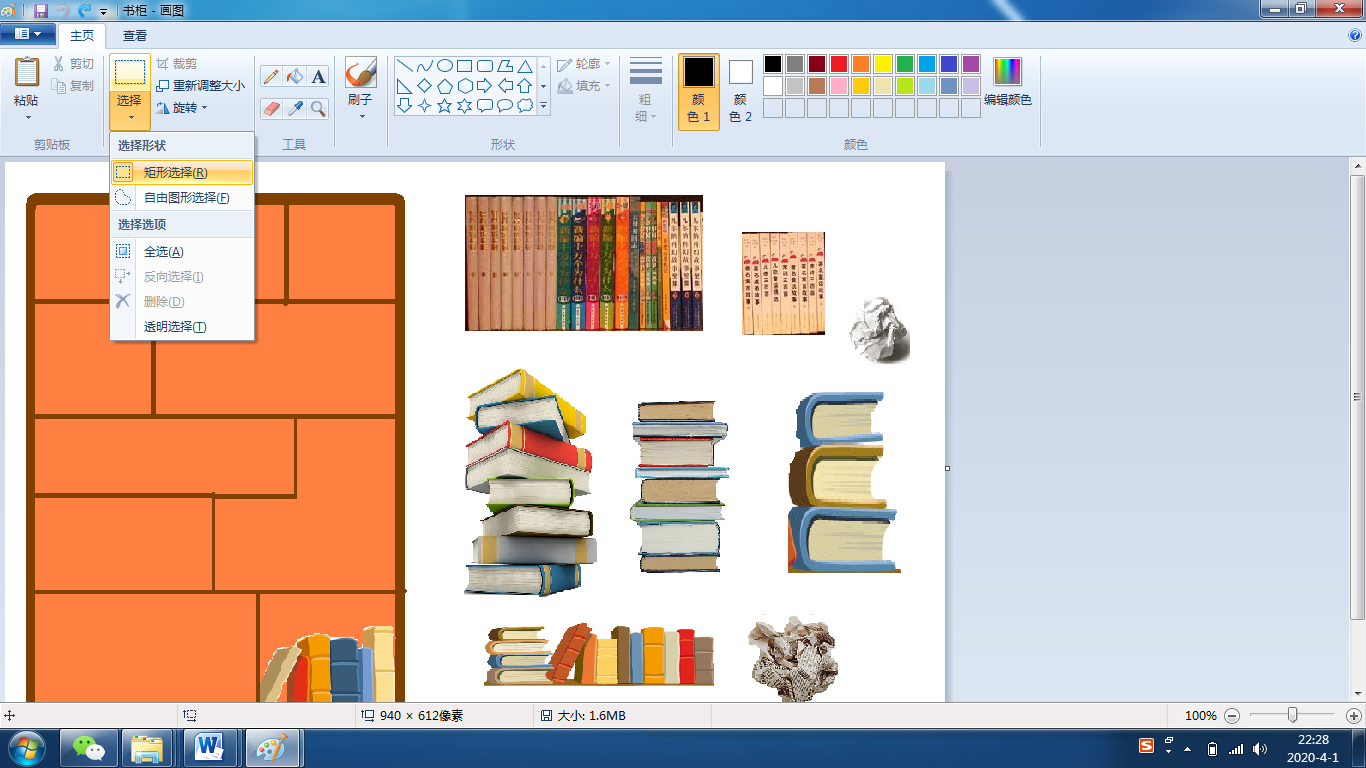 书柜 - 画图
主页
查看
粘贴
剪切
复制
剪贴板
选择
裁剪
重新调整大小
旋转
A
工具
刷子
轮廓
填充
形状
粗
细
颜
色 1
颜
色 2
编辑颜色
颜色
选择形状
矩形选择(R)
自由图形选择(F)
选择选项
全选(A)
反向选择(I)
删除(D)
透明选择(T)
940 × 612像素
大小: 1.6MB
100%
W
S
22:28
2020-4-1